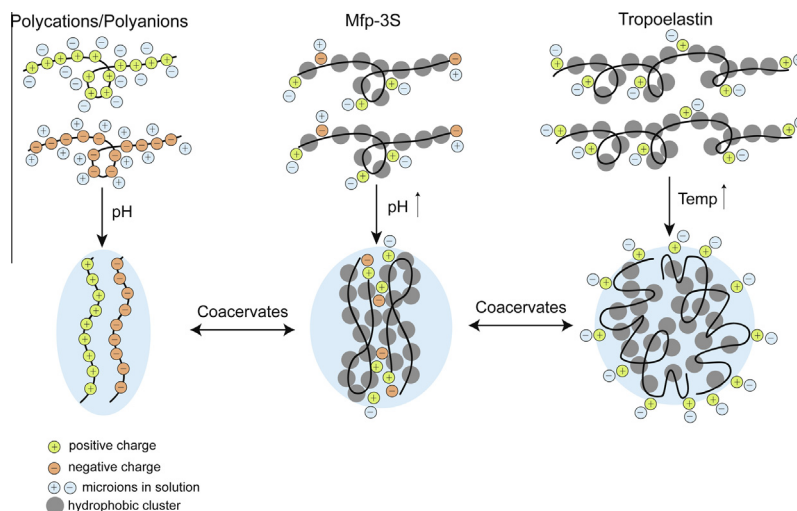 Polycations/Polyanions
Mfp-3S
Tropoelastin
pH
pH ↑
Temp ↑
Coacervates
Coacervates
positive charge
negative charge
microions in solution
hydrophobic cluster